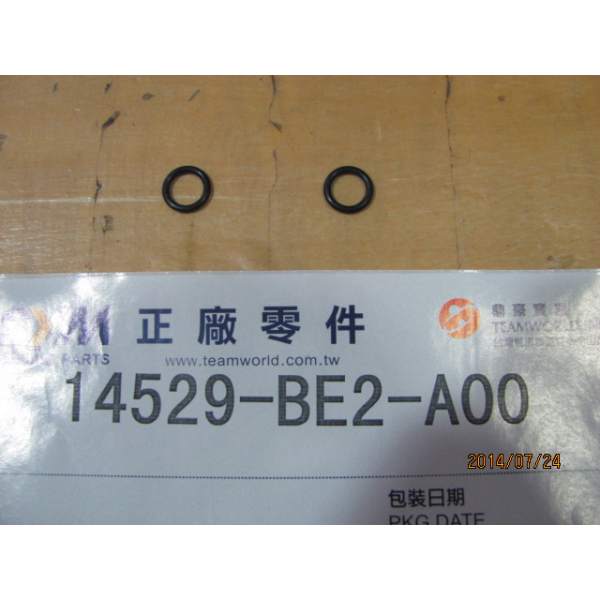 正廠零件
PARTS
www.teamworld.com.tw
TEAMWORLD
14529-BE2-A00
2014/07/24
包裝日期
PKG DATE